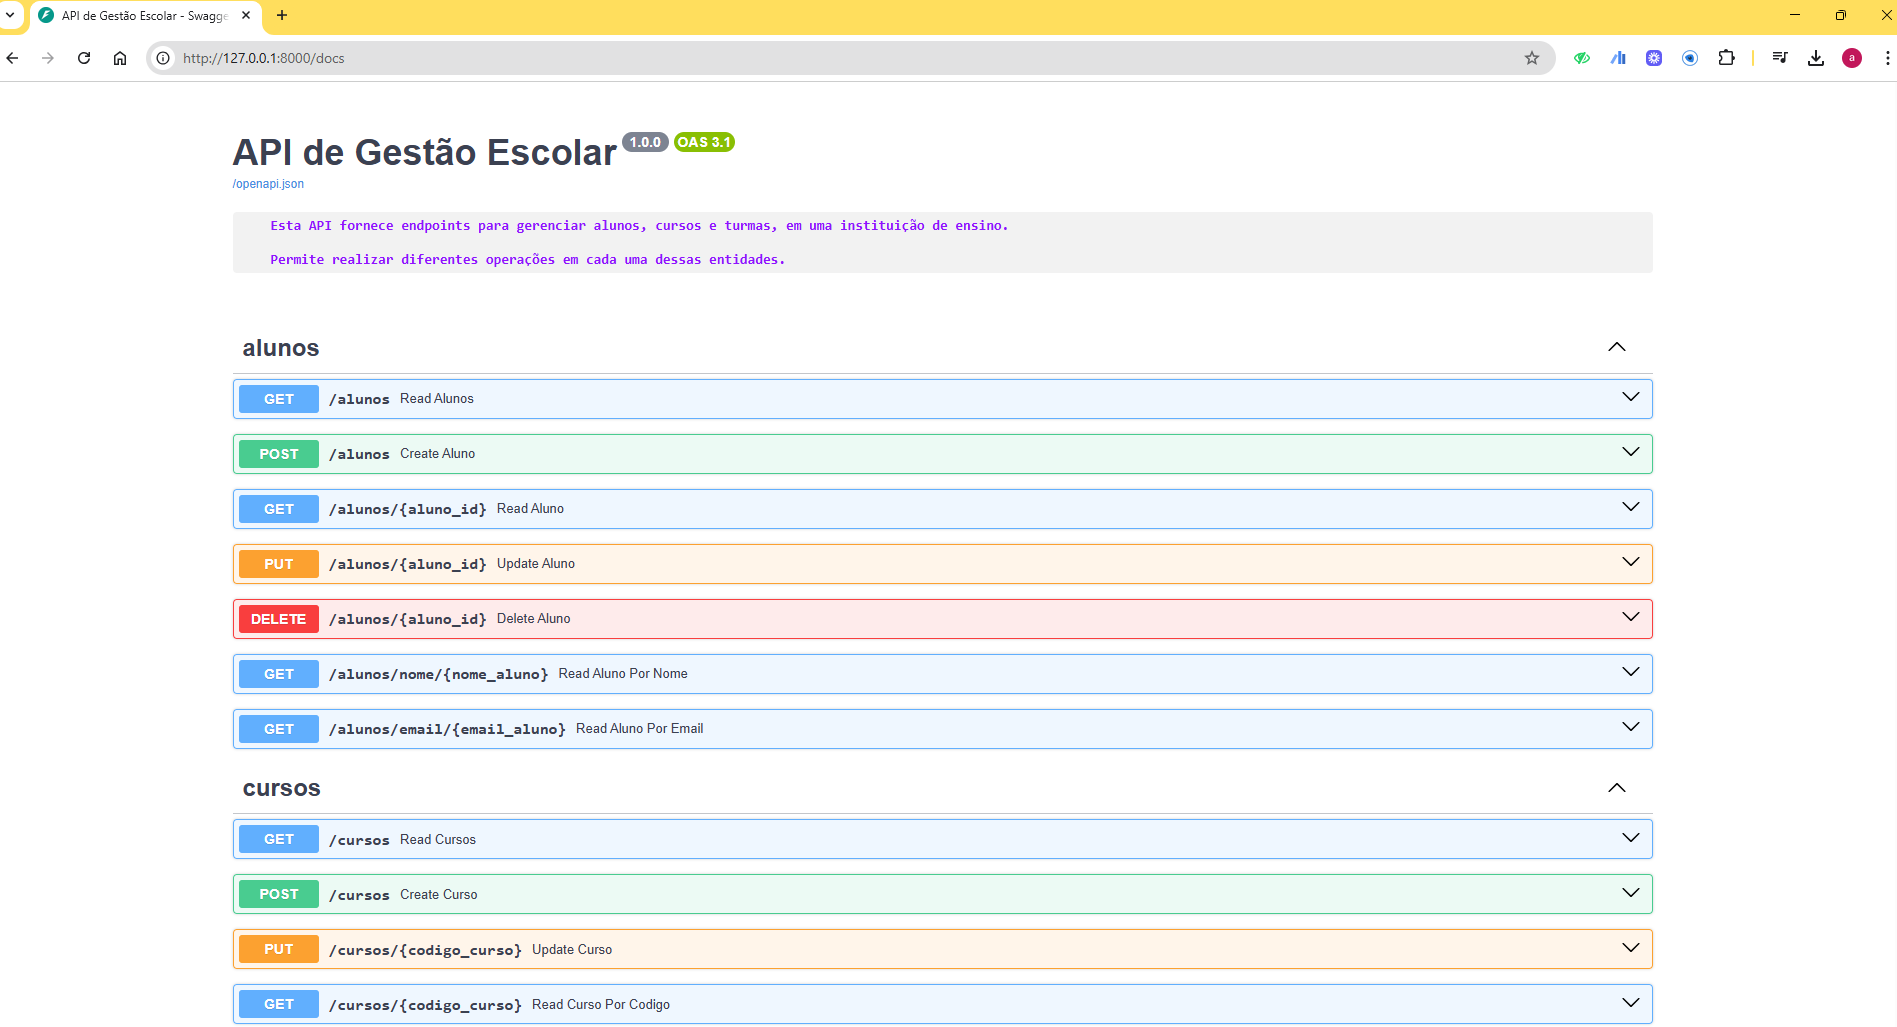 API de Gestão Escolar - Swagge
http://127.0.0.1:8000/docs
a
API de Gestão Escolar 1.0.0 OAS 3.1
/openapi.json
Esta API fornece endpoints para gerenciar alunos, cursos e turmas, em uma instituição de ensino.
Permite realizar diferentes operações em cada uma dessas entidades.
alunos
GET /alunos Read Alunos
POST /alunos Create Aluno
GET /alunos/{aluno_id} Read Aluno
PUT /alunos/{aluno_id} Update Aluno
DELETE /alunos/{aluno_id} Delete Aluno
GET /alunos/nome/{nome_aluno} Read Aluno Por Nome
GET /alunos/email/{email_aluno} Read Aluno Por Email
cursos
GET /cursos Read Cursos
POST /cursos Create Curso
PUT /cursos/{codigo_curso} Update Curso
GET /cursos/{codigo_curso} Read Curso Por Codigo